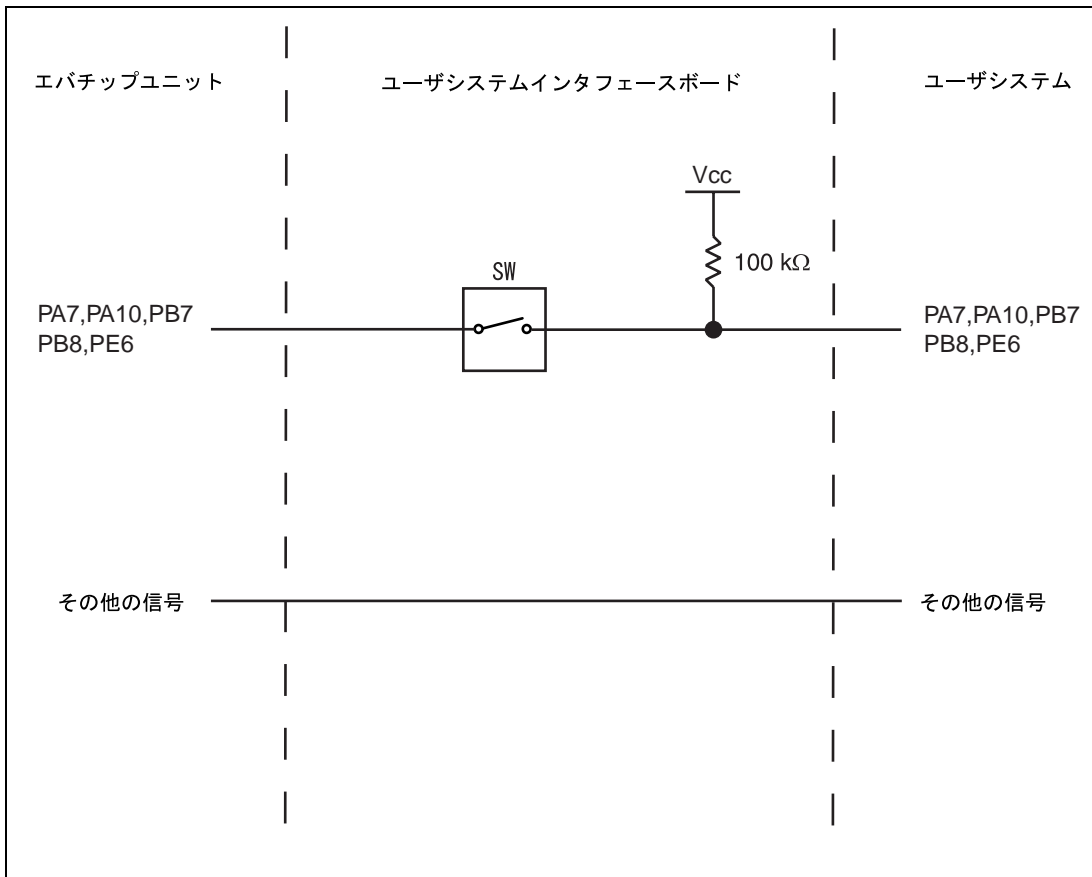 エバチップユニット
ユーザシステムインタフェースボード
ユーザシステム
Vcc
100 kΩ
SW
PA7,PA10,PB7
PB8,PE6
PA7,PA10,PB7
PB8,PE6
その他の信号
その他の信号